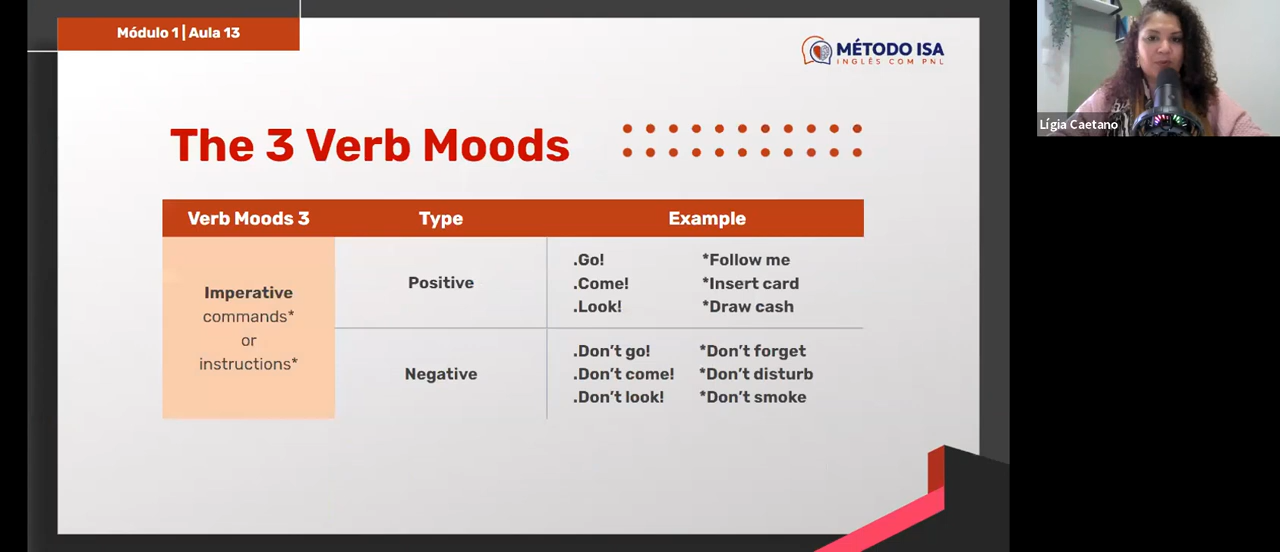 Módulo 1 | Aula 13
MÉTODO ISA
INGLÊS COM PNL
Lígia Caetano
The 3 Verb Moods
Verb Moods 3 Type Example
Imperative
commands*
or
instructions*
Positive
.Go! *Follow me
.Come! *Insert card
.Look! *Draw cash
Negative
.Don't go! *Don't forget
.Don't come! *Don't disturb
.Don't look! *Don't smoke